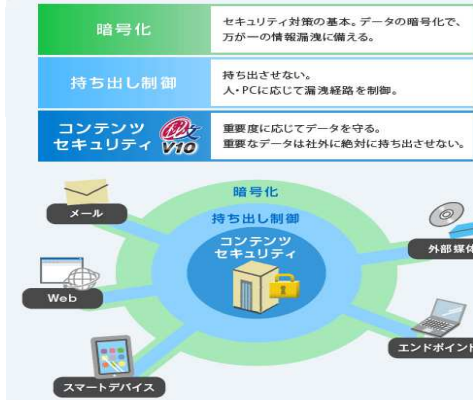 暗号化
セキュリティ対策の基本。データの暗号化で、
万が一の情報漏洩に備える。
持ち出し制御
持ち出させない。
人・PCに応じて漏洩経路を制御。
コンテンツ
セキュリティ
秘文
V10
重要度に応じてデータを守る。
重要なデータは社外に絶対に持ち出させない。
暗号化
持ち出し制御
コンテンツ
セキュリティ
メール
外部媒体
Web
エンドポイント
スマートデバイス